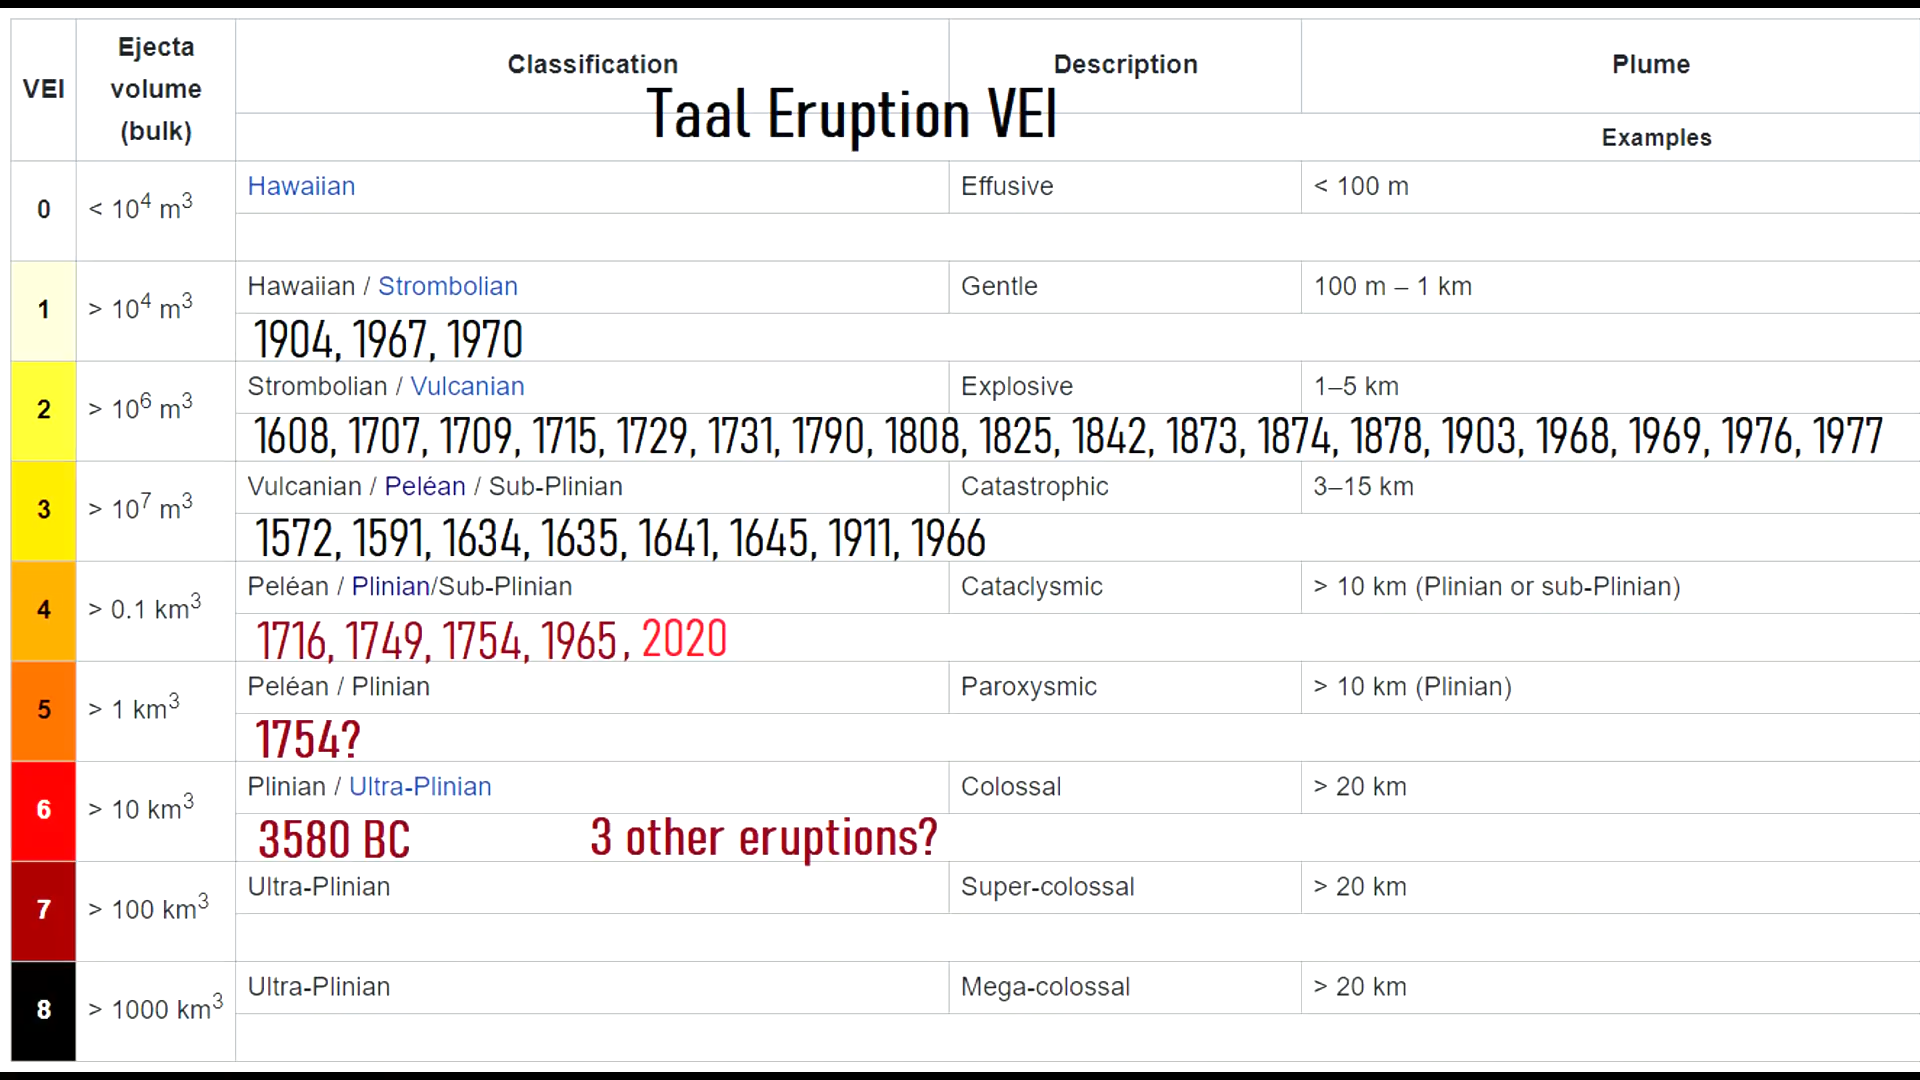 VEI
Ejecta volume (bulk)
Classification
Description
Plume
Taal Eruption VEI
Examples
0
< 10⁴ m³
Hawaiian
Effusive
< 100 m
1
> 10⁴ m³
Hawaiian / Strombolian
Gentle
100 m – 1 km
1904, 1967, 1970
2
> 10⁶ m³
Strombolian / Vulcanian
Explosive
1–5 km
1608, 1707, 1709, 1715, 1729, 1731, 1790, 1808, 1825, 1842, 1873, 1874, 1878, 1903, 1968, 1969, 1976, 1977
3
> 10⁷ m³
Vulcanian / Peléan / Sub-Plinian
Catastrophic
3–15 km
1572, 1591, 1634, 1635, 1641, 1645, 1911, 1966
4
> 0.1 km³
Peléan / Plinian/Sub-Plinian
Cataclysmic
> 10 km (Plinian or sub-Plinian)
1716, 1749, 1754, 1965, 2020
5
> 1 km³
Peléan / Plinian
Paroxysmic
> 10 km (Plinian)
1754?
6
> 10 km³
Plinian / Ultra-Plinian
Colossal
> 20 km
3580 BC 3 other eruptions?
7
> 100 km³
Ultra-Plinian
Super-colossal
> 20 km
8
> 1000 km³
Ultra-Plinian
Mega-colossal
> 20 km